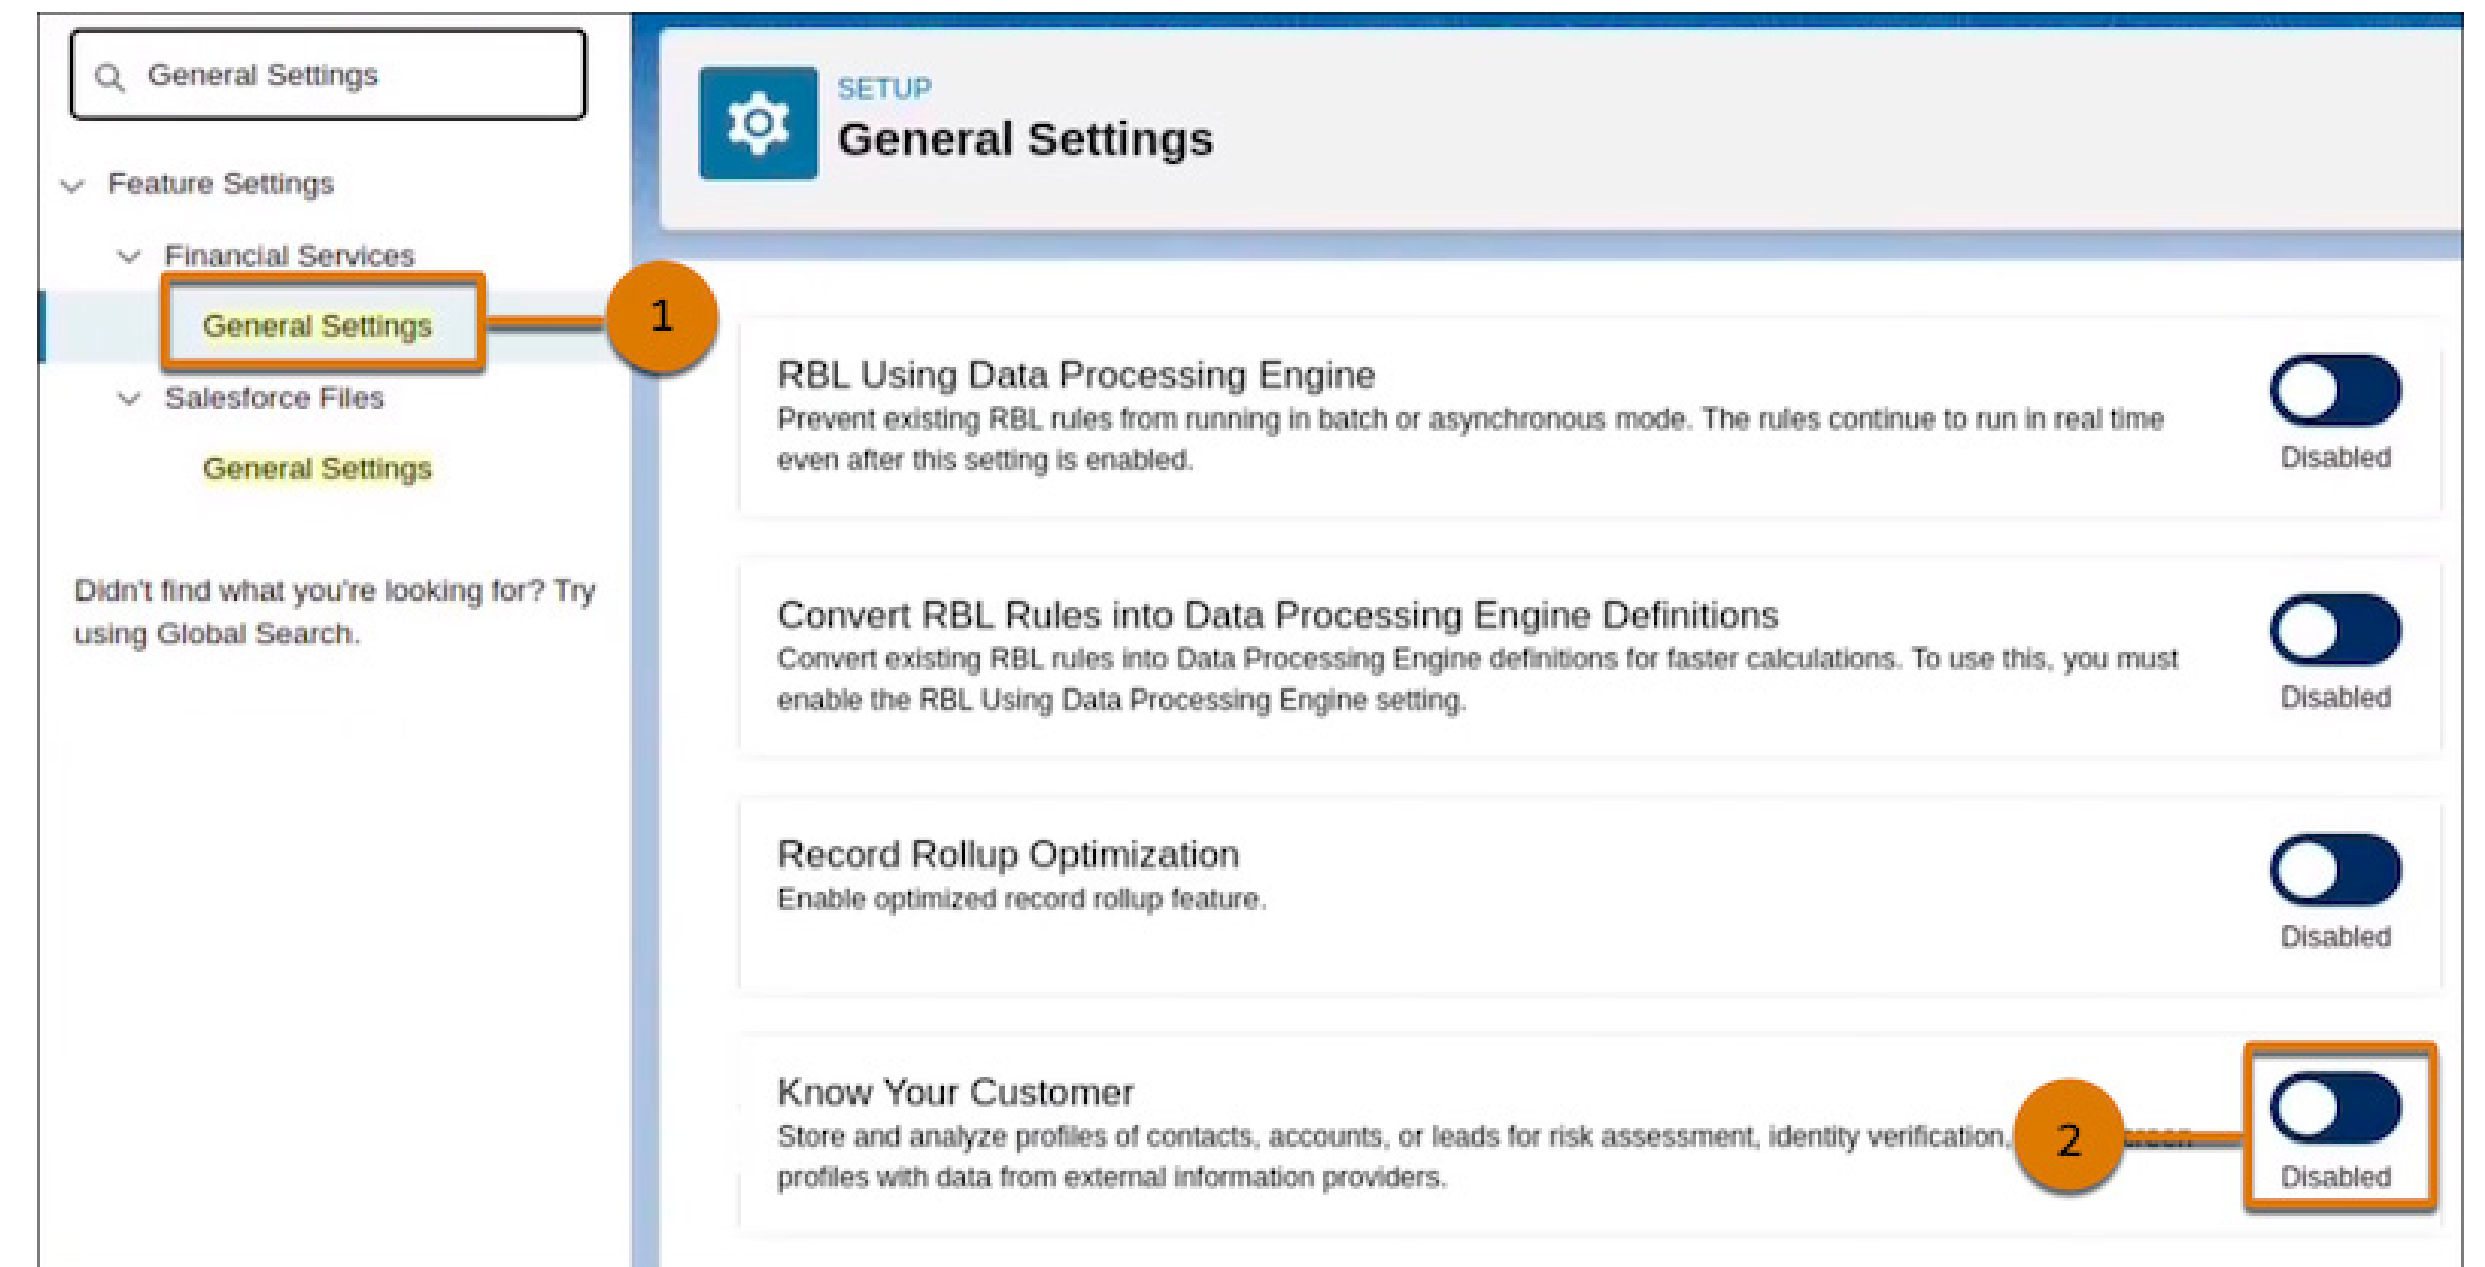 General Settings
Feature Settings
Financial Services
General Settings
1
Salesforce Files
General Settings
Didn't find what you're looking for? Try
using Global Search.
SETUP
General Settings
RBL Using Data Processing Engine
Prevent existing RBL rules from running in batch or asynchronous mode. The rules continue to run in real time
even after this setting is enabled.
Disabled
Convert RBL Rules into Data Processing Engine Definitions
Convert existing RBL rules into Data Processing Engine definitions for faster calculations. To use this, you must
enable the RBL Using Data Processing Engine setting.
Disabled
Record Rollup Optimization
Enable optimized record rollup feature.
Disabled
Know Your Customer
Store and analyze profiles of contacts, accounts, or leads for risk assessment, identity verification,
2
profiles with data from external information providers.
Disabled